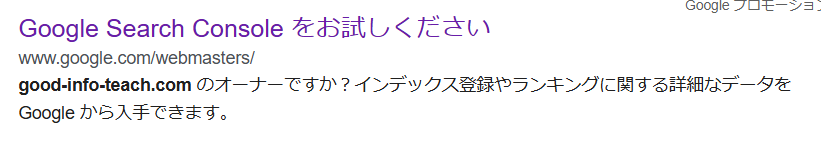 Google プロモーション
Google Search Console をお試しください
www.google.com/webmasters/
good-info-teach.com のオーナーですか？インデックス登録やランキングに関する詳細なデータを
Google から入手できます。